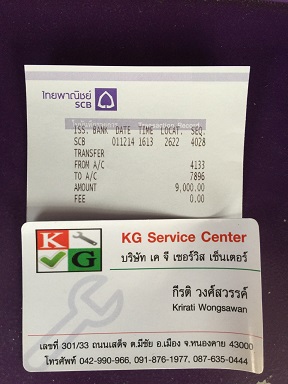 ไทยพาณิชย์
SCB
ใบบันทึกรายการ Transaction Record
ISS. BANK DATE TIME LOCAT. SEQ.
SCB 011214 1613 2622 4028
TRANSFER
FROM A/C 4133
TO A/C 7896
AMOUNT 9,000.00
FEE 0.00
K
G
KG Service Center
บริษัท เค จี เซอร์วิส เซ็นเตอร์
กีรติ วงศ์สวรรค์
Krirati Wongsawan
เลขที่ 301/33 ถนนเสด็จ ต.มีชัย อ.เมือง จ.หนองคาย 43000
โทรศัพท์ 042-990-966, 091-876-1977, 087-635-0444